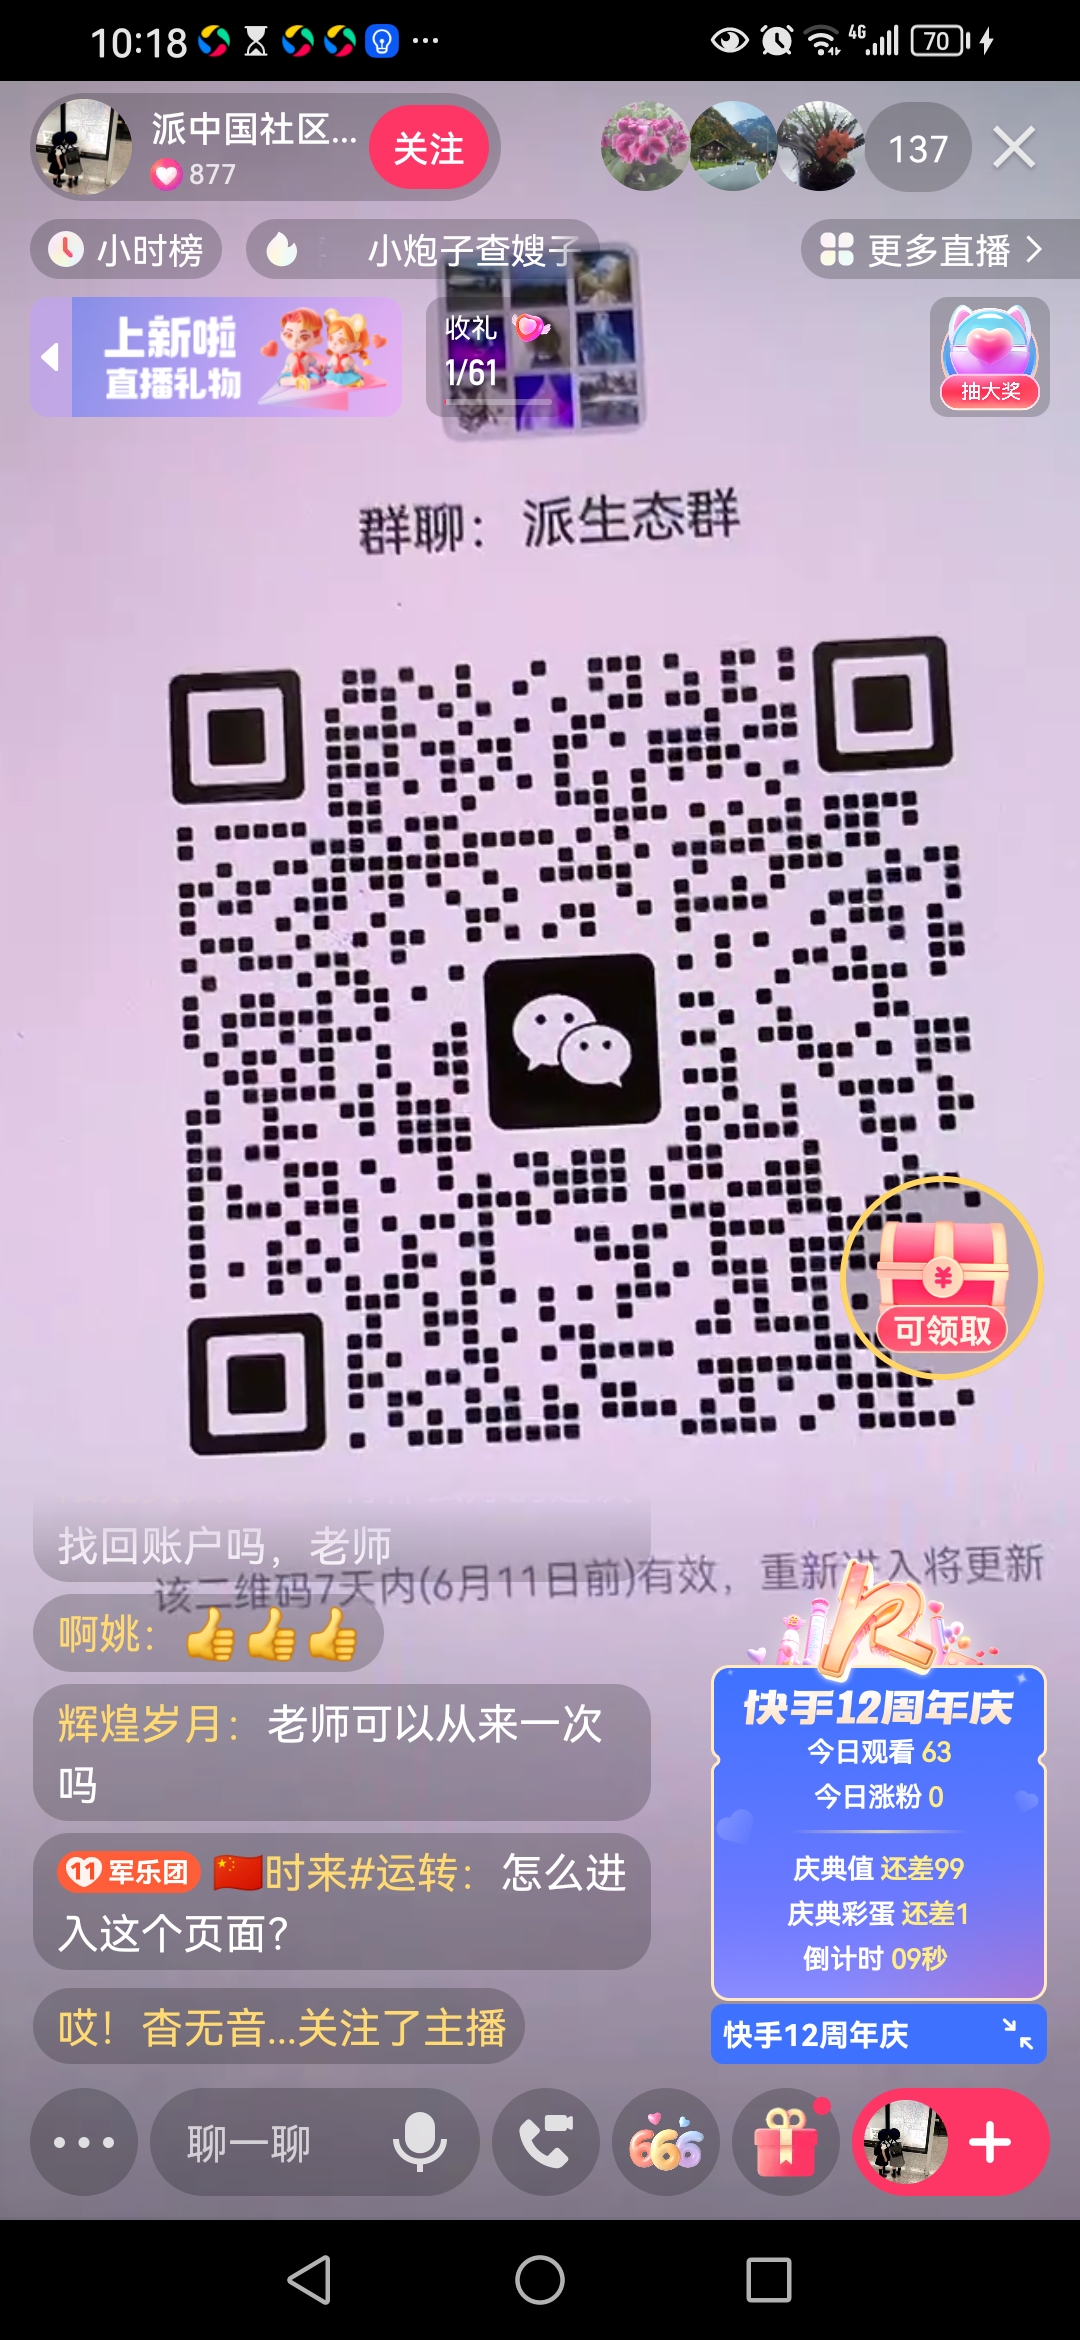 10:18
4G
70
派中国社区...
877
关注
137
小时榜
小炮子查嫂子
更多直播
上新啦
直播礼物
收礼
1/61
抽大奖
群聊：派生态群
¥
可领取
找回账户吗，老师
该二维码7天内(6月11日前)有效，重新进入将更新
啊姚：
辉煌岁月：老师可以从来一次
吗
11 军乐团 时来#运转：怎么进
入这个页面？
哎！杳无音...关注了主播
快手12周年庆
今日观看 63
今日涨粉 0
庆典值 还差99
庆典彩蛋 还差1
倒计时 09秒
快手12周年庆
聊一聊
666